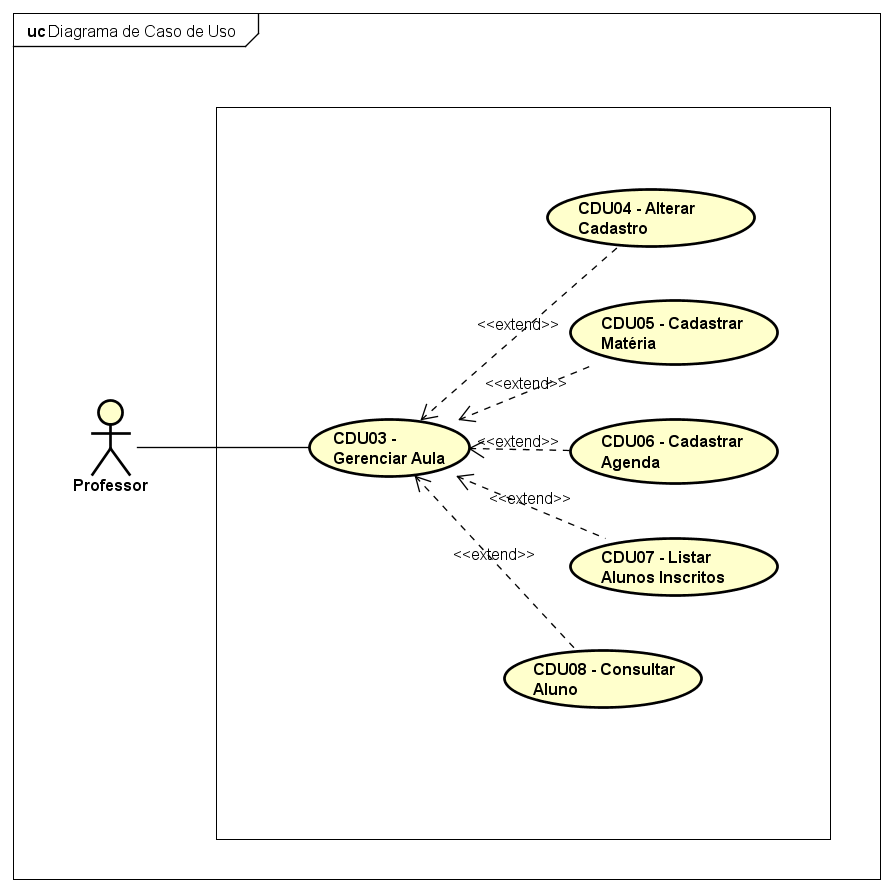 uc Diagrama de Caso de Uso
CDU04 - Alterar
Cadastro
<<extend>>
CDU05 - Cadastrar
Matéria
<<extend>>
CDU03 -
Gerenciar Aula
<<extend>>
CDU06 - Cadastrar
Agenda
Professor
<<extend>>
CDU07 - Listar
Alunos Inscritos
<<extend>>
CDU08 - Consultar
Aluno